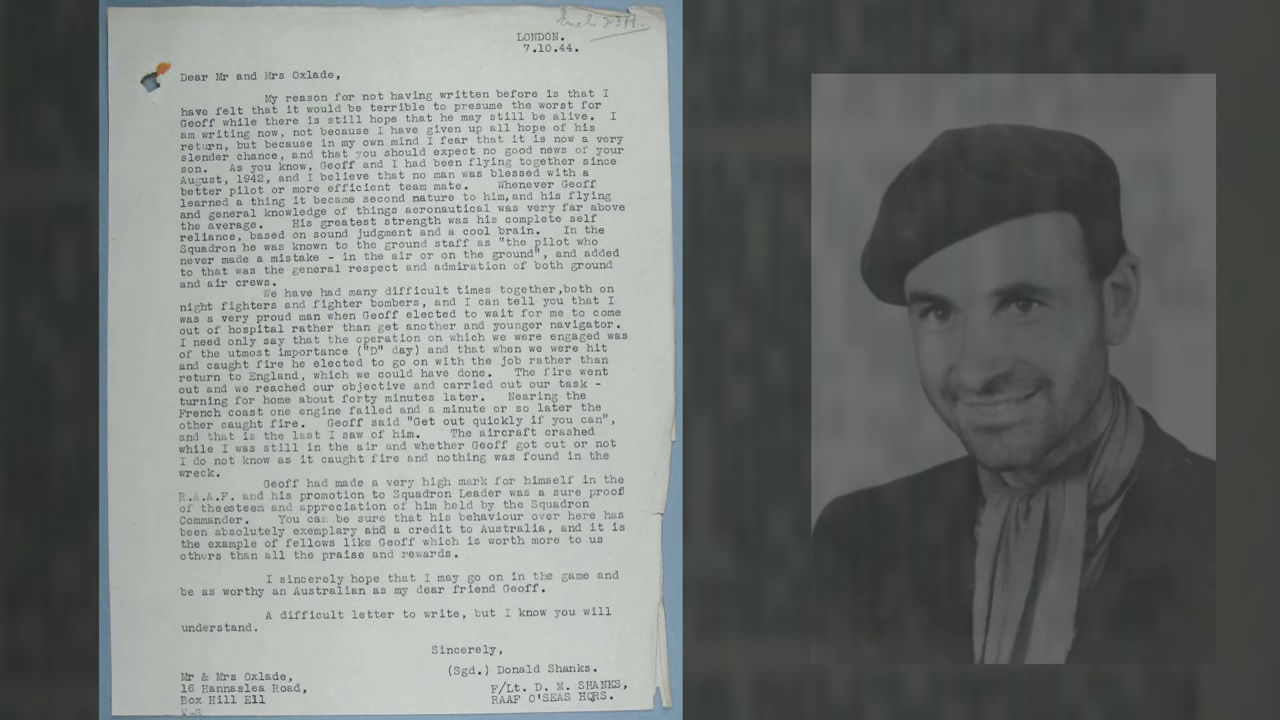 LONDON.
7.10.44.
Dear Mr and Mrs Oxlade,
My reason for not having written before is that I
have felt that it would be terrible to presume the worst for
Geoff while there is still hope that he may still be alive. I
am writing now, not because I have given up all hope of his
return, but because in my own mind I fear that it is now a very
slender chance, and that you should expect no good news of your
son. As you know, Geoff and I had been flying together since
August, 1942, and I believe that no man was blessed with a
better pilot or more efficient team mate. Whenever Geoff
learned a thing it became second nature to him,and his flying
and general knowledge of things aeronautical was very far above
the average. His greatest strength was his complete self
reliance, based on sound judgment and a cool brain. In the
Squadron he was known to the ground staff as "the pilot who
never made a mistake - in the air or on the ground", and added
to that was the general respect and admiration of both ground
and air crews.
We have had many difficult times together,both on
night fighters and fighter bombers, and I can tell you that I
was a very proud man when Geoff elected to wait for me to come
out of hospital rather than get another and younger navigator.
I need only say that the operation on which we were engaged was
of the utmost importance ("D" day) and that when we were hit
and caught fire he elected to go on with the job rather than
return to England, which we could have done. The fire went
out and we reached our objective and carried out our task -
turning for home about forty minutes later. Nearing the
French coast one engine failed and a minute or so later the
other caught fire. Geoff said "Get out quickly if you can",
and that is the last I saw of him. The aircraft crashed
while I was still in the air and whether Geoff got out or not
I do not know as it caught fire and nothing was found in the
wreck.
Geoff had made a very high mark for himself in the
R.A.A.F. and his promotion to Squadron Leader was a sure proof
of theesteem and appreciation of him held by the Squadron
Commander. You can be sure that his behaviour over here has
been absolutely exemplary and a credit to Australia, and it is
the example of fellows like Geoff which is worth more to us
others than all the praise and rewards.
I sincerely hope that I may go on in the game and
be as worthy an Australian as my dear friend Geoff.
A difficult letter to write, but I know you will
understand.
Sincerely,
(Sgd.) Donald Shanks.
F/Lt. D. M. SHANKS,
RAAF O'SEAS HQRS.
Mr & Mrs Oxlade,
16 Hannaslea Road,
Box Hill E11